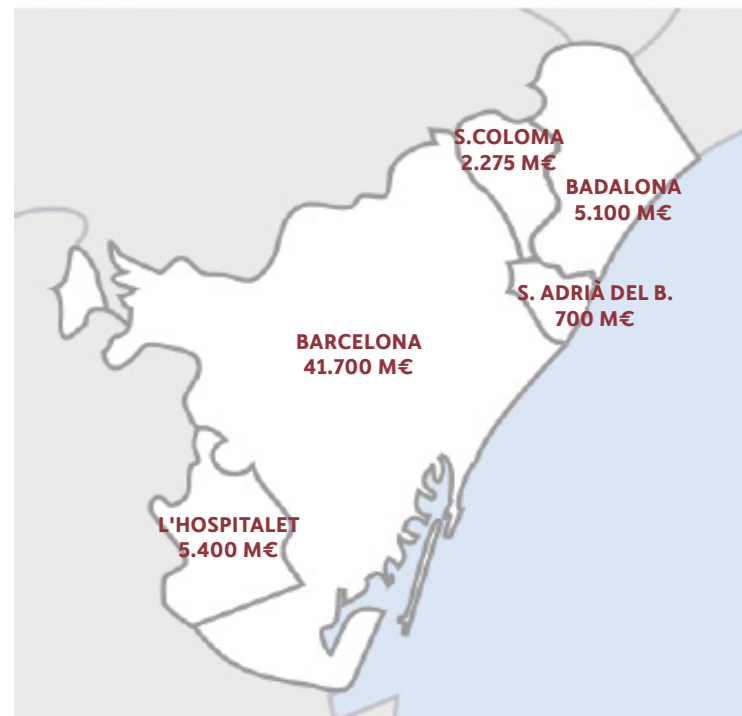 S.COLOMA
2.275 M€
BADALONA
5.100 M€
S. ADRIÀ DEL B.
700 M€
BARCELONA
41.700 M€
L'HOSPITALET
5.400 M€